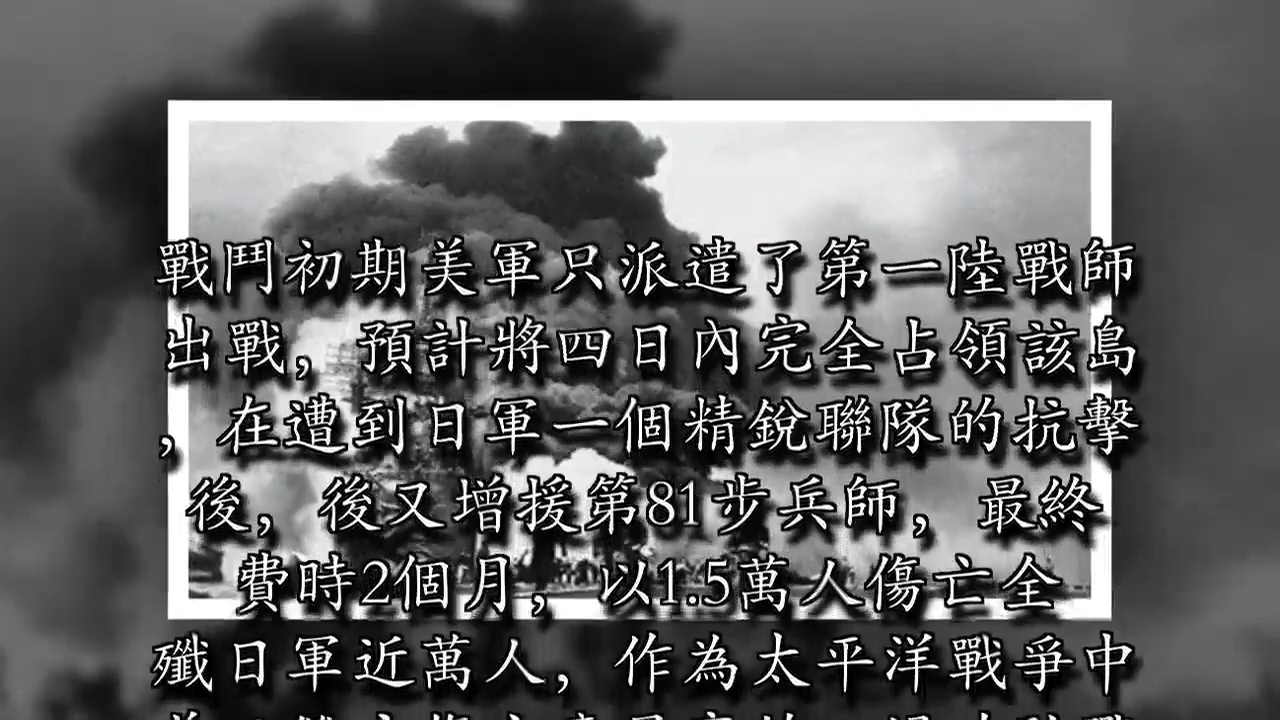 戰鬥初期美軍只派遣了第一陸戰師
出戰，預計將四日內完全占領該島
，在遭到日軍一個精銳聯隊的抗擊
後，後又增援第81步兵師，最終
費時2個月，以1.5萬人傷亡全
殲日軍近萬人，作為太平洋戰爭中